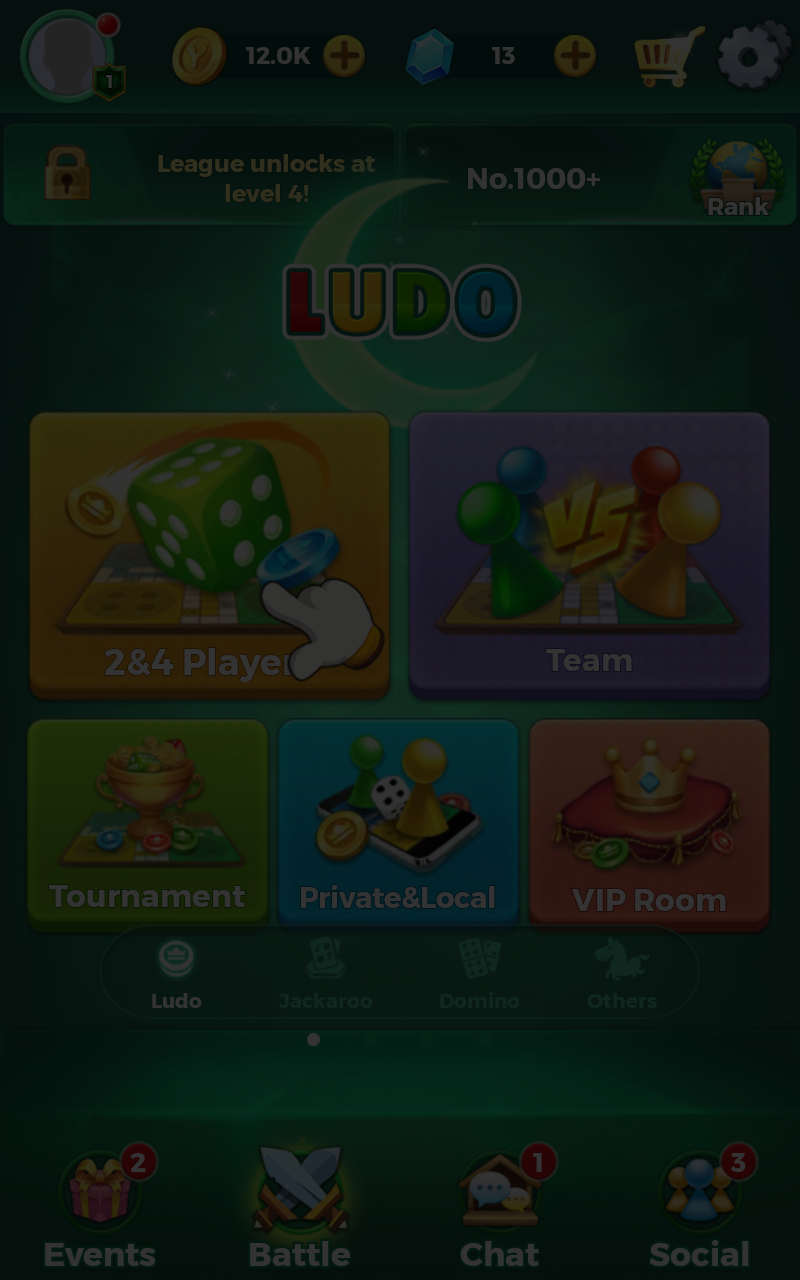 1
12.0K
13
League unlocks at
level 4!
No.1000+
Rank
LUDO
VS
2&4 Player
Team
Tournament
Private&Local
VIP Room
Ludo
Jackaroo
Domino
Others
2
1
3
Events
Battle
Chat
Social